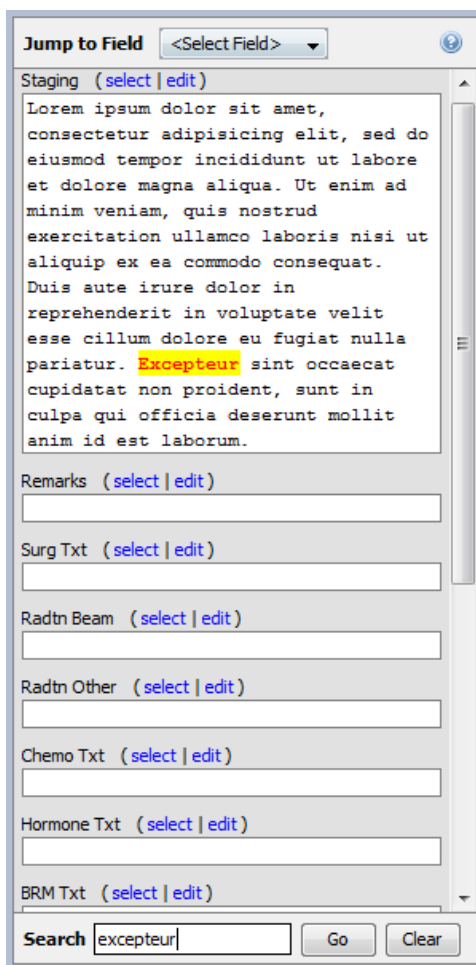 Jump to Field <Select Field>
Staging ( select | edit )
Lorem ipsum dolor sit amet,
consectetur adipisicing elit, sed do
eiusmod tempor incididunt ut labore
et dolore magna aliqua. Ut enim ad
minim veniam, quis nostrud
exercitation ullamco laboris nisi ut
aliquip ex ea commodo consequat.
Duis aute irure dolor in
reprehenderit in voluptate velit
esse cillum dolore eu fugiat nulla
pariatur. Excepteur sint occaecat
cupidatat non proident, sunt in
culpa qui officia deserunt mollit
anim id est laborum.
Remarks ( select | edit )
Surg Txt ( select | edit )
Radtn Beam ( select | edit )
Radtn Other ( select | edit )
Chemo Txt ( select | edit )
Hormone Txt ( select | edit )
BRM Txt ( select | edit )
Search excepteur Go Clear